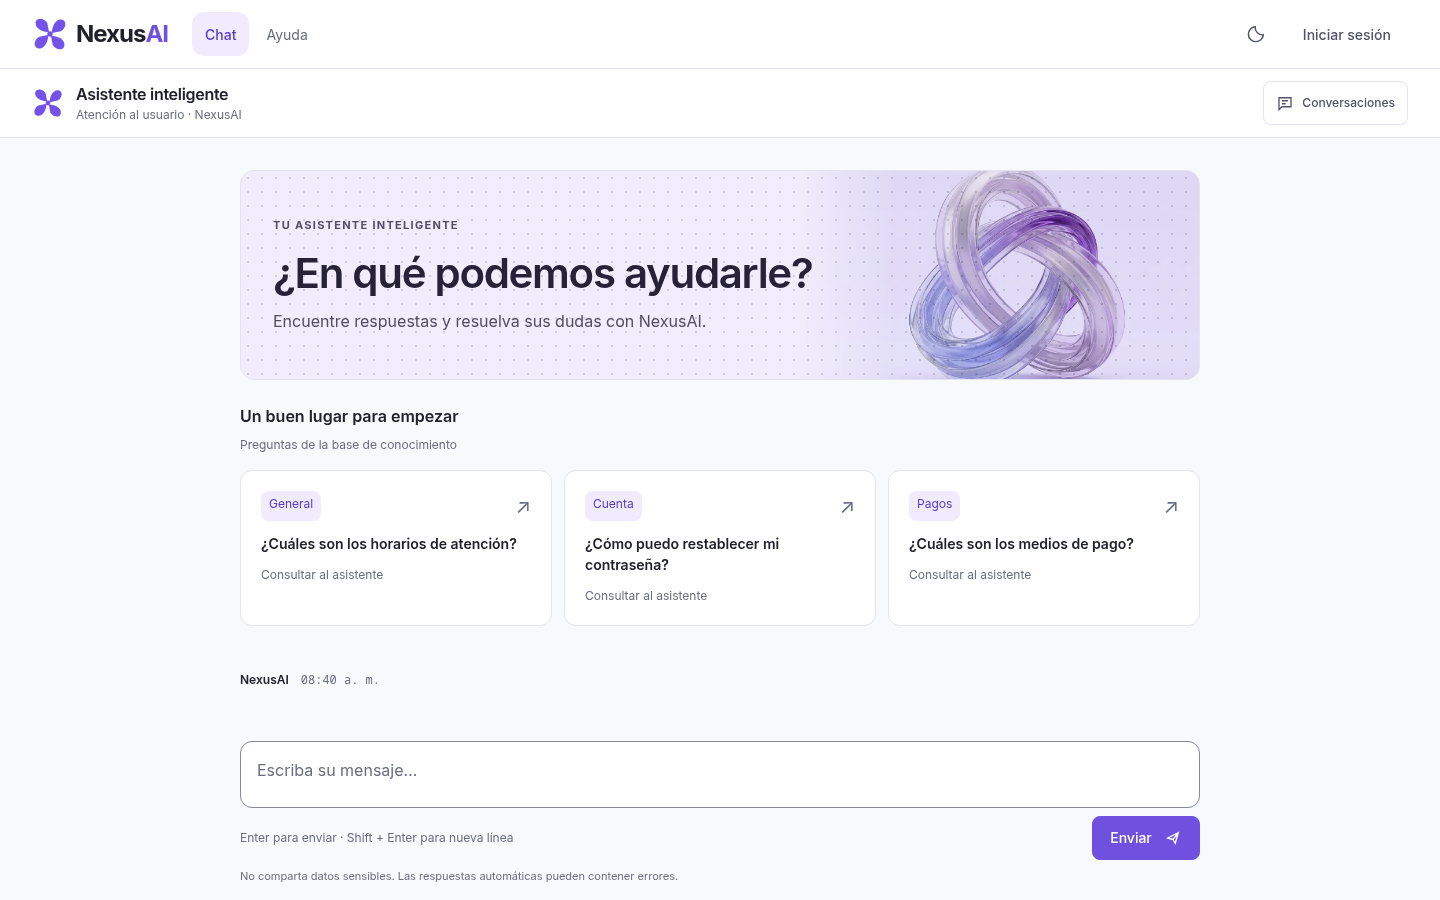 NexusAI
Chat
Ayuda
Iniciar sesión
Asistente inteligente
Atención al usuario · NexusAI
Conversaciones
TU ASISTENTE INTELIGENTE
¿En qué podemos ayudarle?
Encuentre respuestas y resuelva sus dudas con NexusAI.
Un buen lugar para empezar
Preguntas de la base de conocimiento
General
¿Cuáles son los horarios de atención?
Consultar al asistente
Cuenta
¿Cómo puedo restablecer mi
contraseña?
Consultar al asistente
Pagos
¿Cuáles son los medios de pago?
Consultar al asistente
NexusAI 08:40 a. m.
Escriba su mensaje...
Enter para enviar · Shift + Enter para nueva línea
Enviar
No comparta datos sensibles. Las respuestas automáticas pueden contener errores.